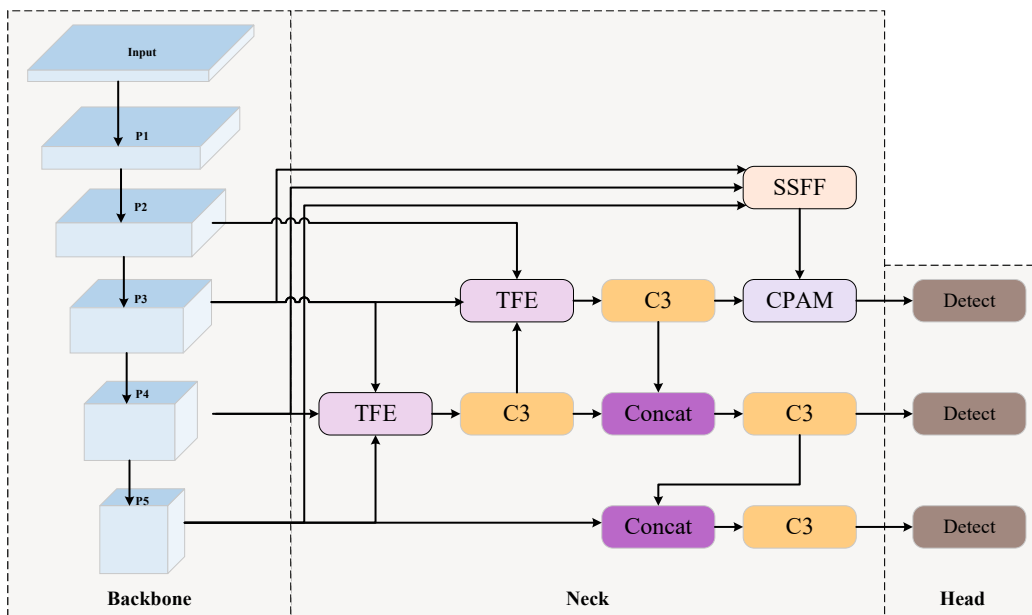 Input
P1
P2
SSFF
P3
TFE
C3
CPAM
Detect
P4
TFE
C3
Concat
C3
Detect
P5
Concat
C3
Detect
Backbone
Neck
Head